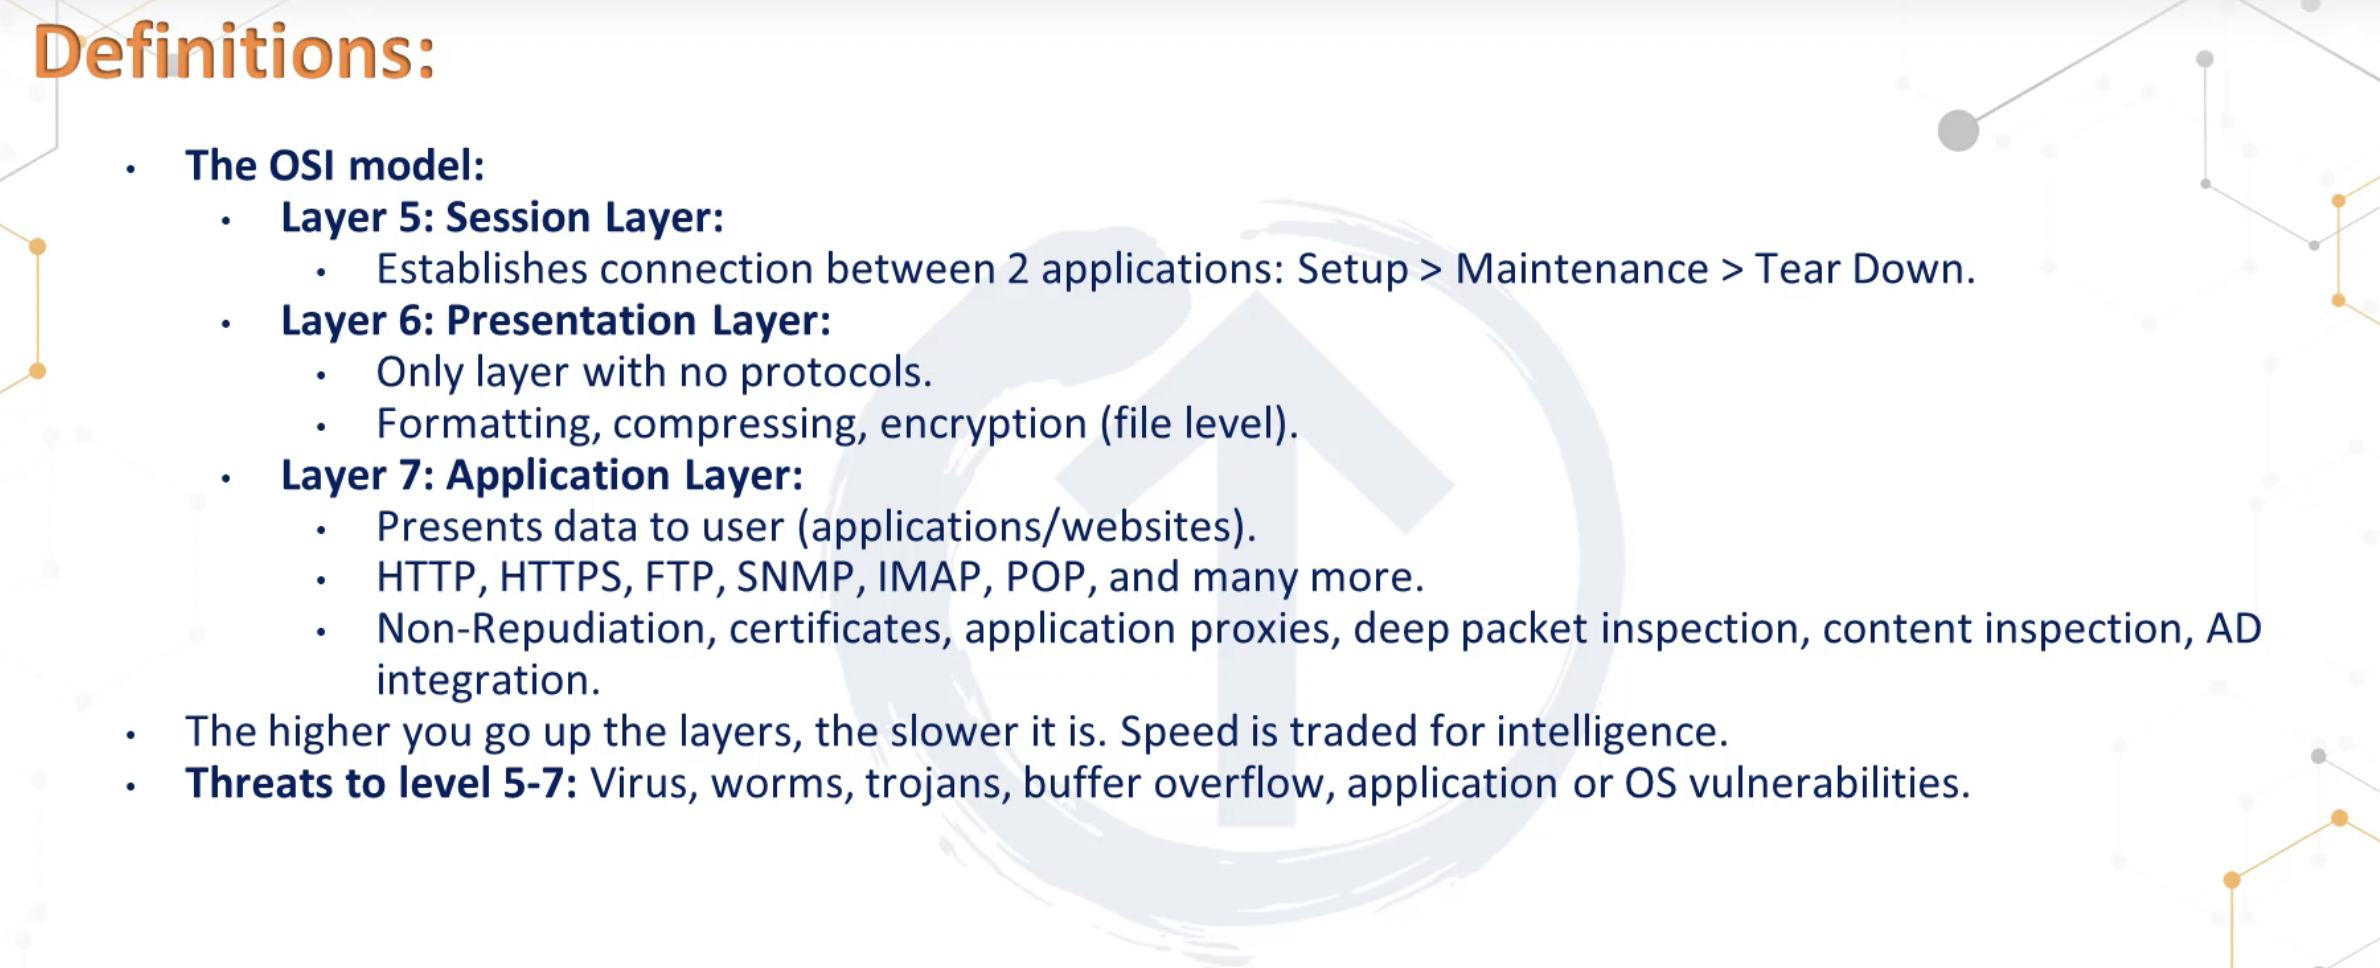 Definitions:
• The OSI model:
• Layer 5: Session Layer:
• Establishes connection between 2 applications: Setup > Maintenance > Tear Down.
• Layer 6: Presentation Layer:
• Only layer with no protocols.
• Formatting, compressing, encryption (file level).
• Layer 7: Application Layer:
• Presents data to user (applications/websites).
• HTTP, HTTPS, FTP, SNMP, IMAP, POP, and many more.
• Non-Repudiation, certificates, application proxies, deep packet inspection, content inspection, AD
integration.
• The higher you go up the layers, the slower it is. Speed is traded for intelligence.
• Threats to level 5-7: Virus, worms, trojans, buffer overflow, application or OS vulnerabilities.